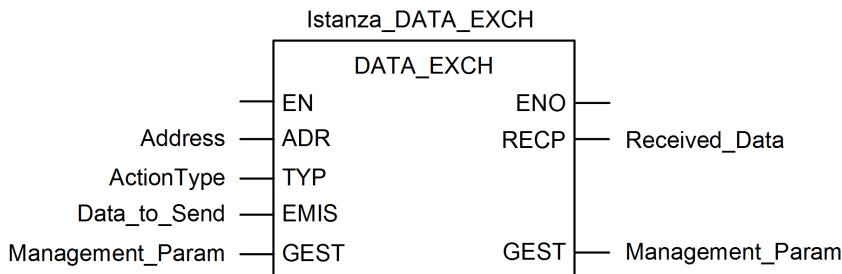 Istanza_DATA_EXCH
DATA_EXCH
EN ENO
Address ADR RECP Received_Data
ActionType TYP
Data_to_Send EMIS
Management_Param GEST GEST Management_Param